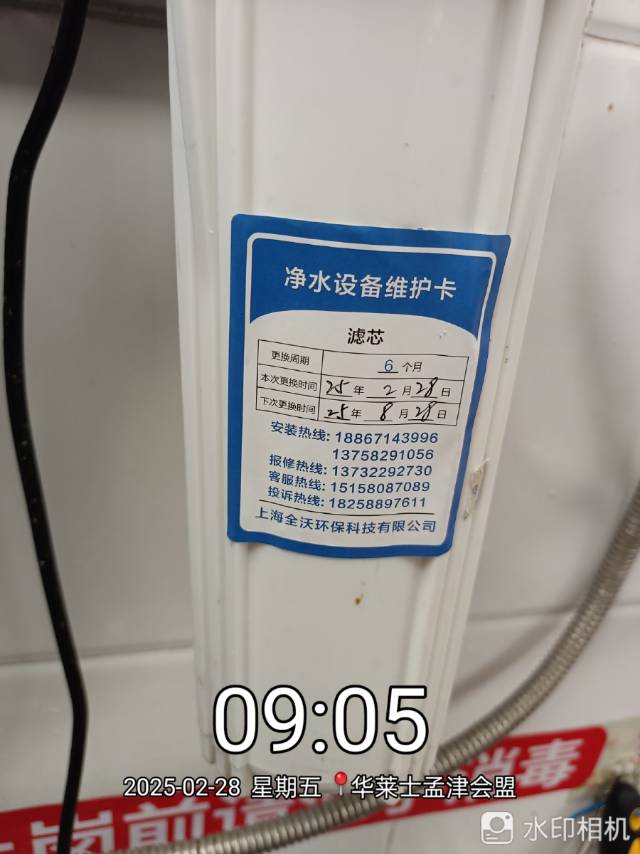 净水设备维护卡
滤芯
更换周期 6 个月
本次更换时间 25 年 2 月 28 日
下次更换时间 25 年 8 月 28 日
安装热线: 18867143996
13758291056
报修热线: 13732292730
客服热线: 15158087089
投诉热线: 18258897611
上海全沃环保科技有限公司
09:05
2025-02-28 星期五 华莱士孟津会盟
消毒
岗前
水印相机